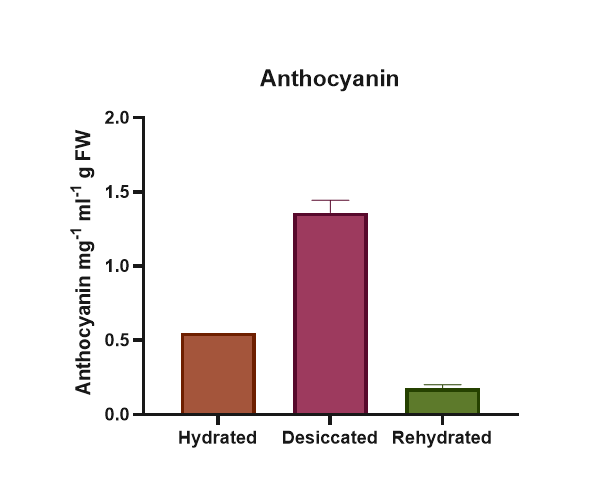 Anthocyanin
Anthocyanin mg⁻¹ ml⁻¹ g FW
2.0
1.5
1.0
0.5
0.0
Hydrated Desiccated Rehydrated